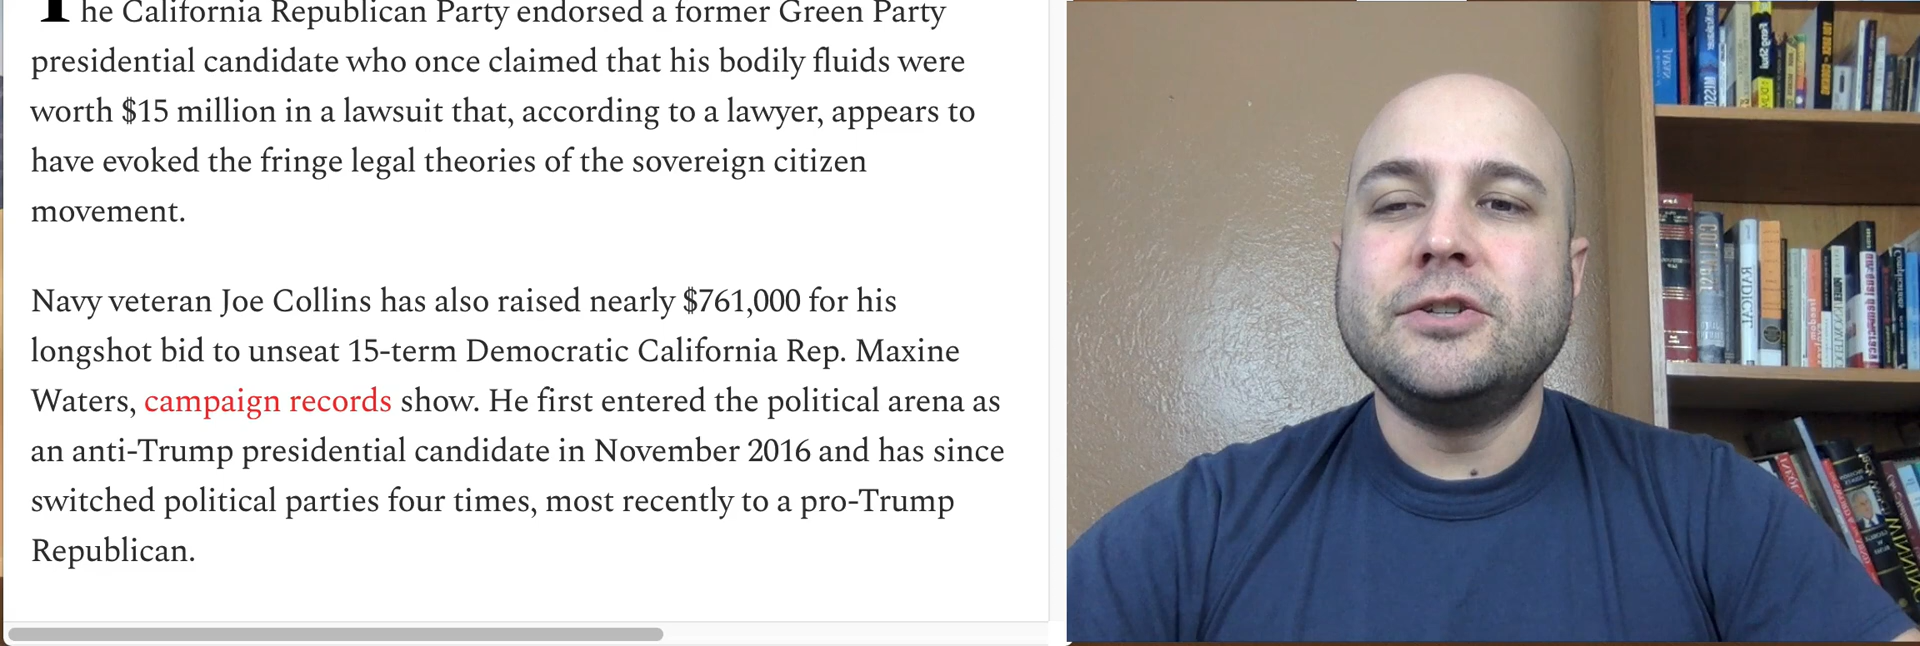 The California Republican Party endorsed a former Green Party
presidential candidate who once claimed that his bodily fluids were
worth $15 million in a lawsuit that, according to a lawyer, appears to
have evoked the fringe legal theories of the sovereign citizen
movement.
Navy veteran Joe Collins has also raised nearly $761,000 for his
longshot bid to unseat 15-term Democratic California Rep. Maxine
Waters, campaign records show. He first entered the political arena as
an anti-Trump presidential candidate in November 2016 and has since
switched political parties four times, most recently to a pro-Trump
Republican.
RADICAL